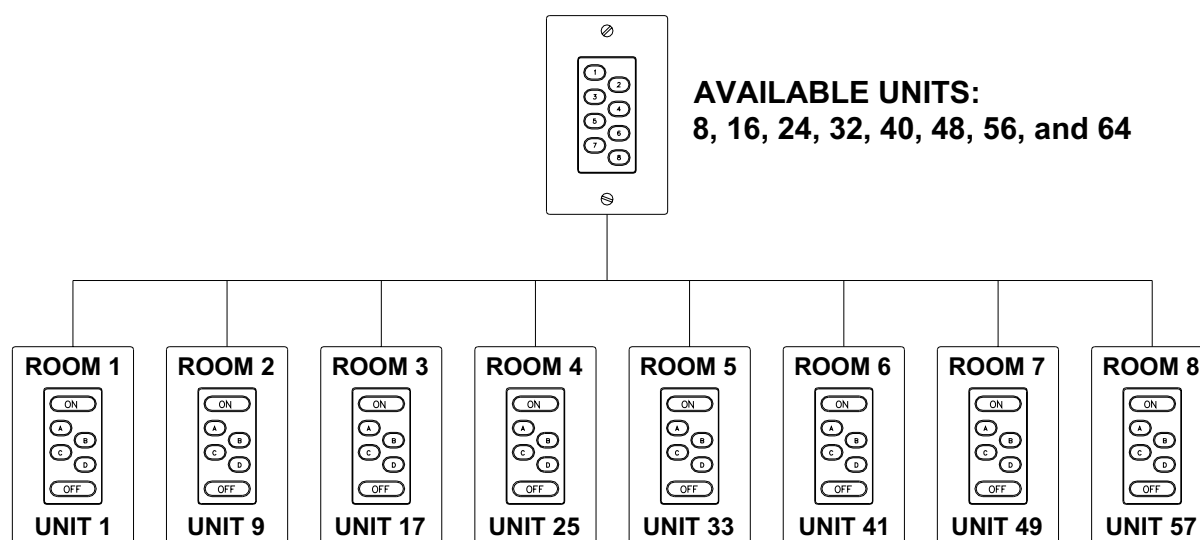 1
2
3
4
5
6
7
8
AVAILABLE UNITS:
8, 16, 24, 32, 40, 48, 56, and 64
ROOM 1
ON
A
B
C
D
OFF
UNIT 1
ROOM 2
ON
A
B
C
D
OFF
UNIT 9
ROOM 3
ON
A
B
C
D
OFF
UNIT 17
ROOM 4
ON
A
B
C
D
OFF
UNIT 25
ROOM 5
ON
A
B
C
D
OFF
UNIT 33
ROOM 6
ON
A
B
C
D
OFF
UNIT 41
ROOM 7
ON
A
B
C
D
OFF
UNIT 49
ROOM 8
ON
A
B
C
D
OFF
UNIT 57